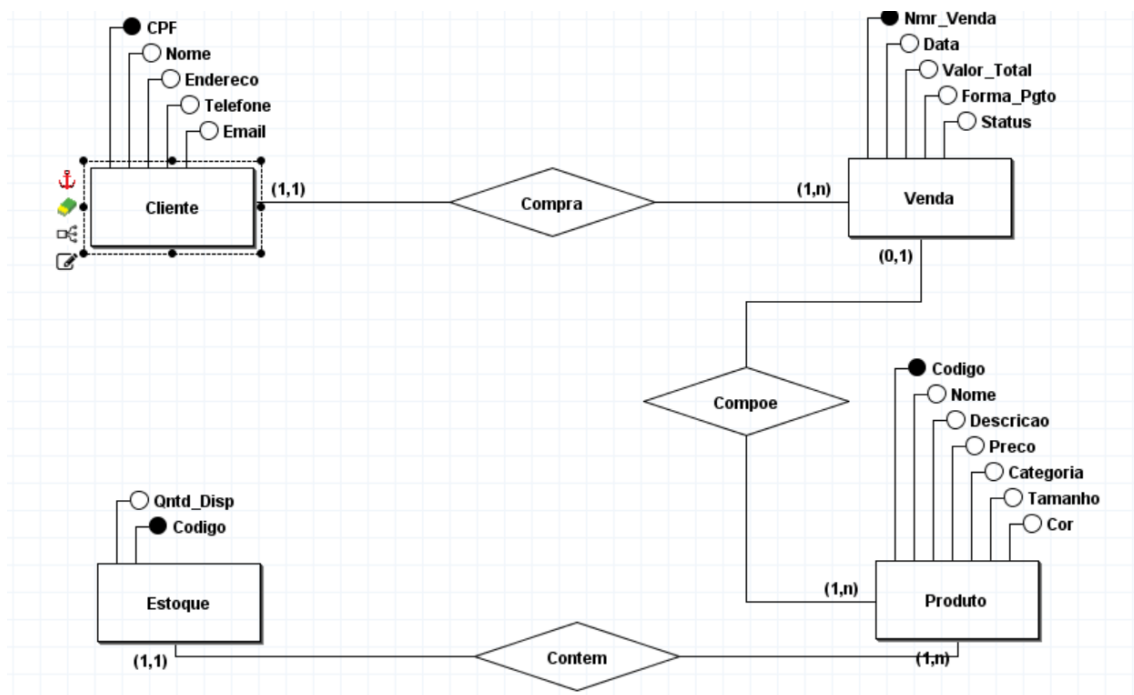 CPF
Nome
Endereco
Telefone
Email
Cliente
(1,1)
Compra
(1,n)
Nmr_Venda
Data
Valor_Total
Forma_Pgto
Status
Venda
(0,1)
Compoe
(1,n)
Codigo
Nome
Descricao
Preco
Categoria
Tamanho
Cor
Produto
Qntd_Disp
Codigo
Estoque
(1,1)
Contem
(1,n)